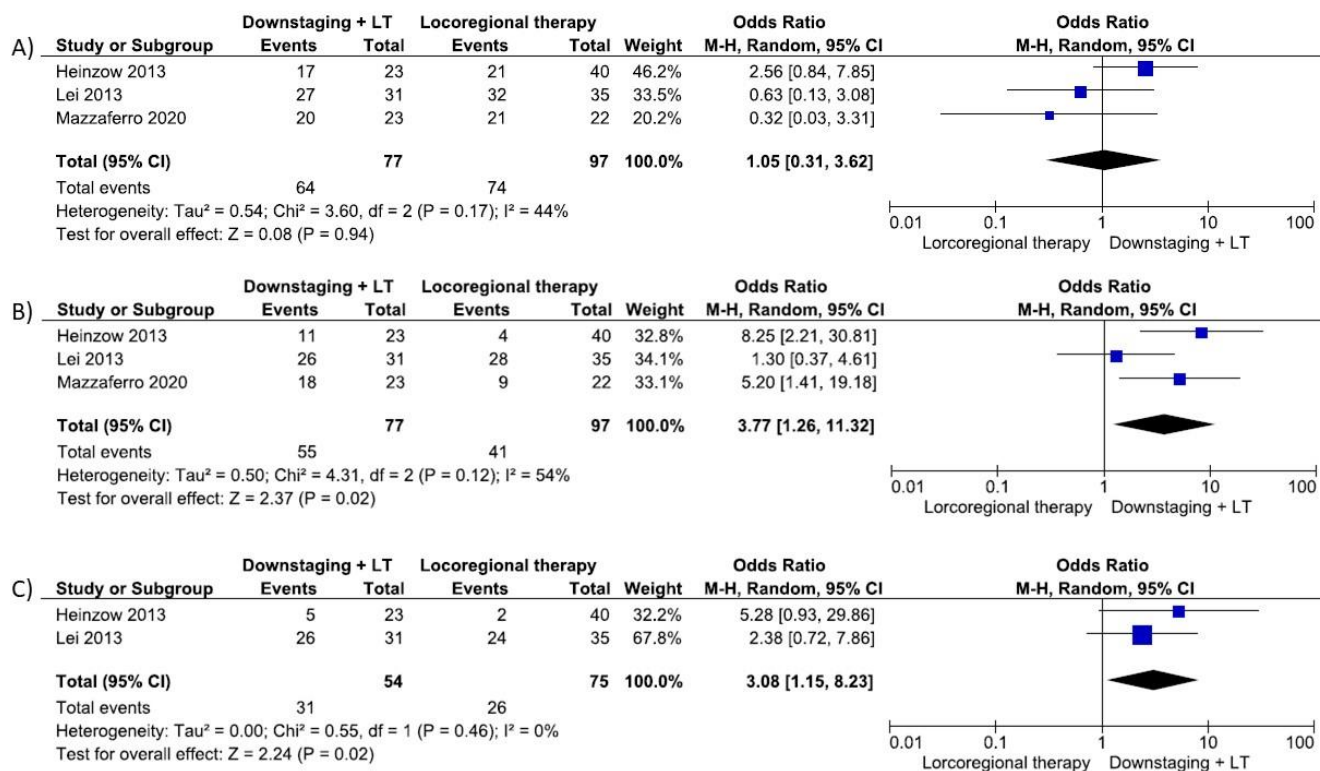 Downstaging + LT Locoregional therapy Odds Ratio Odds Ratio
A) Study or Subgroup Events Total Events Total Weight M-H, Random, 95% CI M-H, Random, 95% CI
Heinzow 2013 17 23 21 40 46.2% 2.56 [0.84, 7.85]
Lei 2013 27 31 32 35 33.5% 0.63 [0.13, 3.08]
Mazzaferro 2020 20 23 21 22 20.2% 0.32 [0.03, 3.31]
Total (95% CI) 77 97 100.0% 1.05 [0.31, 3.62]
Total events 64 74
Heterogeneity: Tau² = 0.54; Chi² = 3.60, df = 2 (P = 0.17); I² = 44%
Test for overall effect: Z = 0.08 (P = 0.94)
0.01 0.1 1 10 100
Lorcoregional therapy Downstaging + LT
Downstaging + LT Locoregional therapy Odds Ratio Odds Ratio
B) Study or Subgroup Events Total Events Total Weight M-H, Random, 95% CI M-H, Random, 95% CI
Heinzow 2013 11 23 4 40 32.8% 8.25 [2.21, 30.81]
Lei 2013 26 31 28 35 34.1% 1.30 [0.37, 4.61]
Mazzaferro 2020 18 23 9 22 33.1% 5.20 [1.41, 19.18]
Total (95% CI) 77 97 100.0% 3.77 [1.26, 11.32]
Total events 55 41
Heterogeneity: Tau² = 0.50; Chi² = 4.31, df = 2 (P = 0.12); I² = 54%
Test for overall effect: Z = 2.37 (P = 0.02)
0.01 0.1 1 10 100
Lorcoregional therapy Downstaging + LT
Downstaging + LT Locoregional therapy Odds Ratio Odds Ratio
C) Study or Subgroup Events Total Events Total Weight M-H, Random, 95% CI M-H, Random, 95% CI
Heinzow 2013 5 23 2 40 32.2% 5.28 [0.93, 29.86]
Lei 2013 26 31 24 35 67.8% 2.38 [0.72, 7.86]
Total (95% CI) 54 75 100.0% 3.08 [1.15, 8.23]
Total events 31 26
Heterogeneity: Tau² = 0.00; Chi² = 0.55, df = 1 (P = 0.46); I² = 0%
Test for overall effect: Z = 2.24 (P = 0.02)
0.01 0.1 1 10 100
Lorcoregional therapy Downstaging + LT